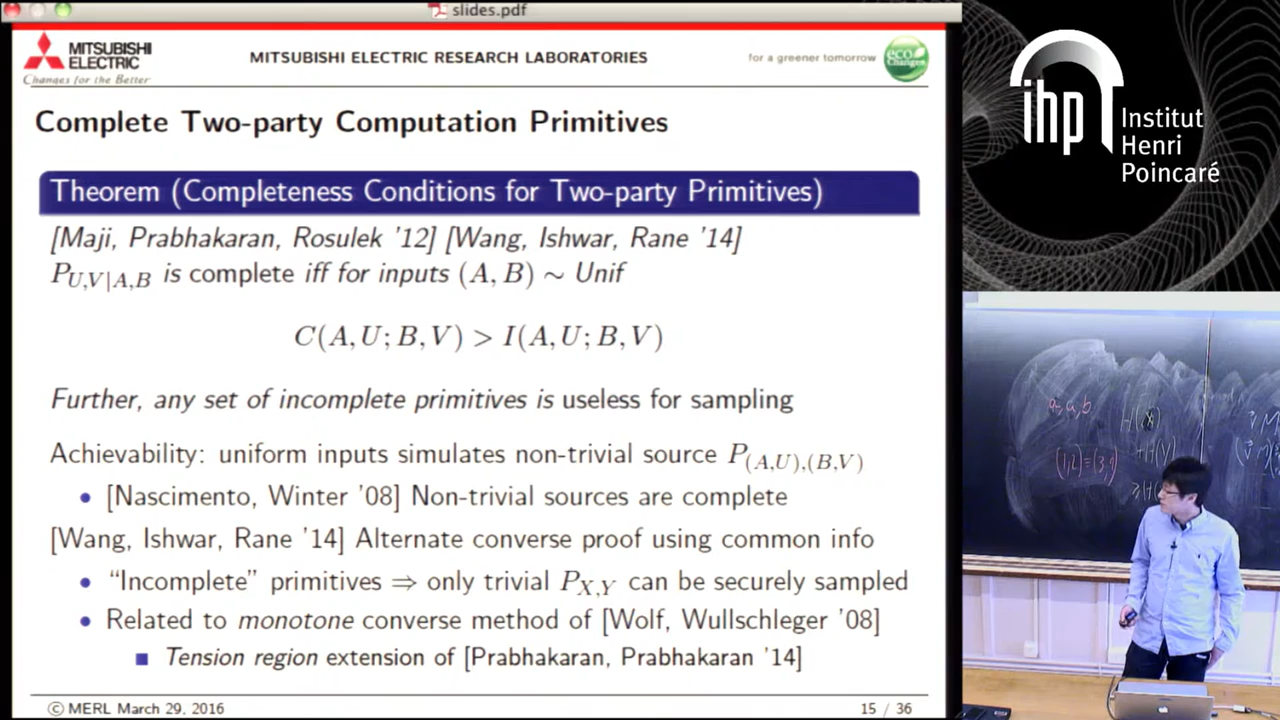 slides.pdf
MITSUBISHI ELECTRIC
Changes for the Better
MITSUBISHI ELECTRIC RESEARCH LABORATORIES
for a greener tomorrow
eco Changes
Complete Two-party Computation Primitives
Theorem (Completeness Conditions for Two-party Primitives)
[Maji, Prabhakaran, Rosulek '12] [Wang, Ishwar, Rane '14]
P_{U,V|A,B} is complete iff for inputs (A, B) ∼ Unif
C(A, U; B, V) > I(A, U; B, V)
Further, any set of incomplete primitives is useless for sampling
Achievability: uniform inputs simulates non-trivial source P_{(A,U),(B,V)}
• [Nascimento, Winter '08] Non-trivial sources are complete
[Wang, Ishwar, Rane '14] Alternate converse proof using common info
• "Incomplete" primitives ⇒ only trivial P_{X,Y} can be securely sampled
• Related to monotone converse method of [Wolf, Wullschleger '08]
■ Tension region extension of [Prabhakaran, Prabhakaran '14]
© MERL March 29, 2016
15 / 36
ihp
Institut
Henri
Poincaré